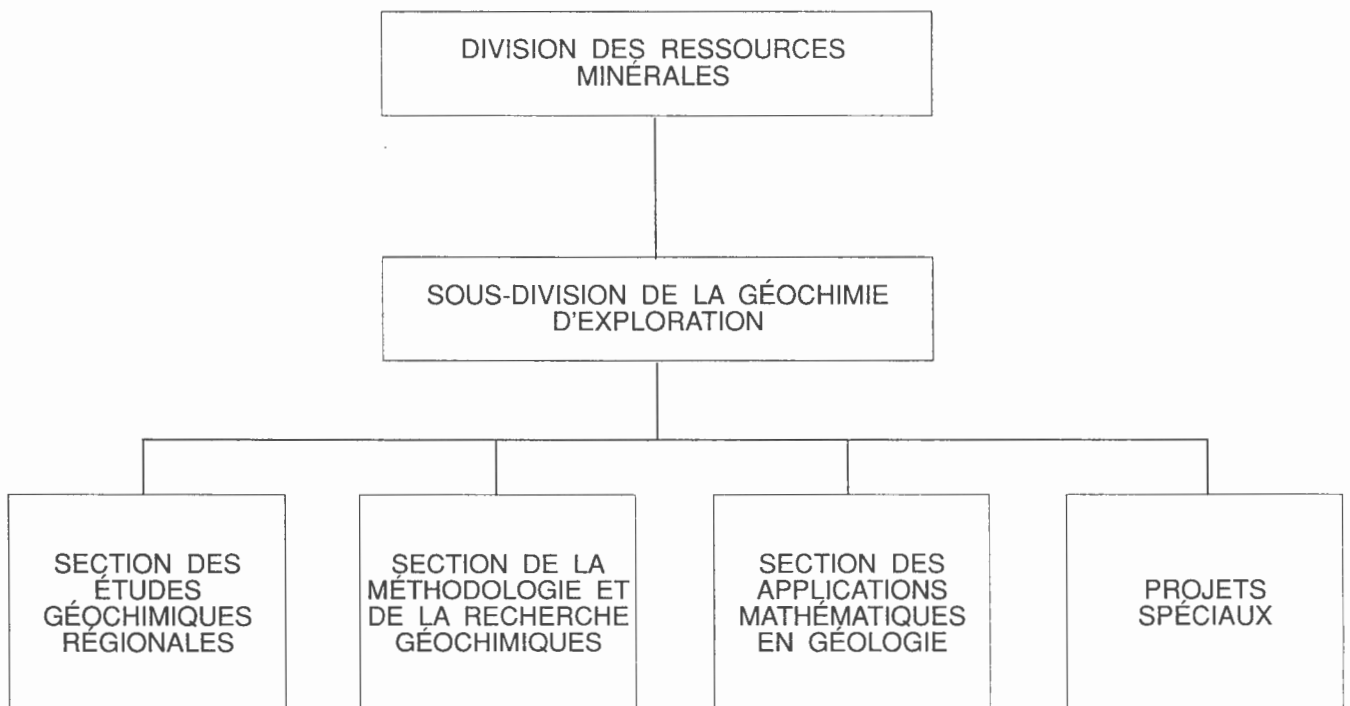 DIVISION DES RESSOURCES
MINÉRALES
SOUS-DIVISION DE LA GÉOCHIMIE
D'EXPLORATION
SECTION DES
ÉTUDES
GÉOCHIMIQUES
RÉGIONALES
SECTION DE LA
MÉTHODOLOGIE ET
DE LA RECHERCHE
GÉOCHIMIQUES
SECTION DES
APPLICATIONS
MATHÉMATIQUES
EN GÉOLOGIE
PROJETS
SPÉCIAUX